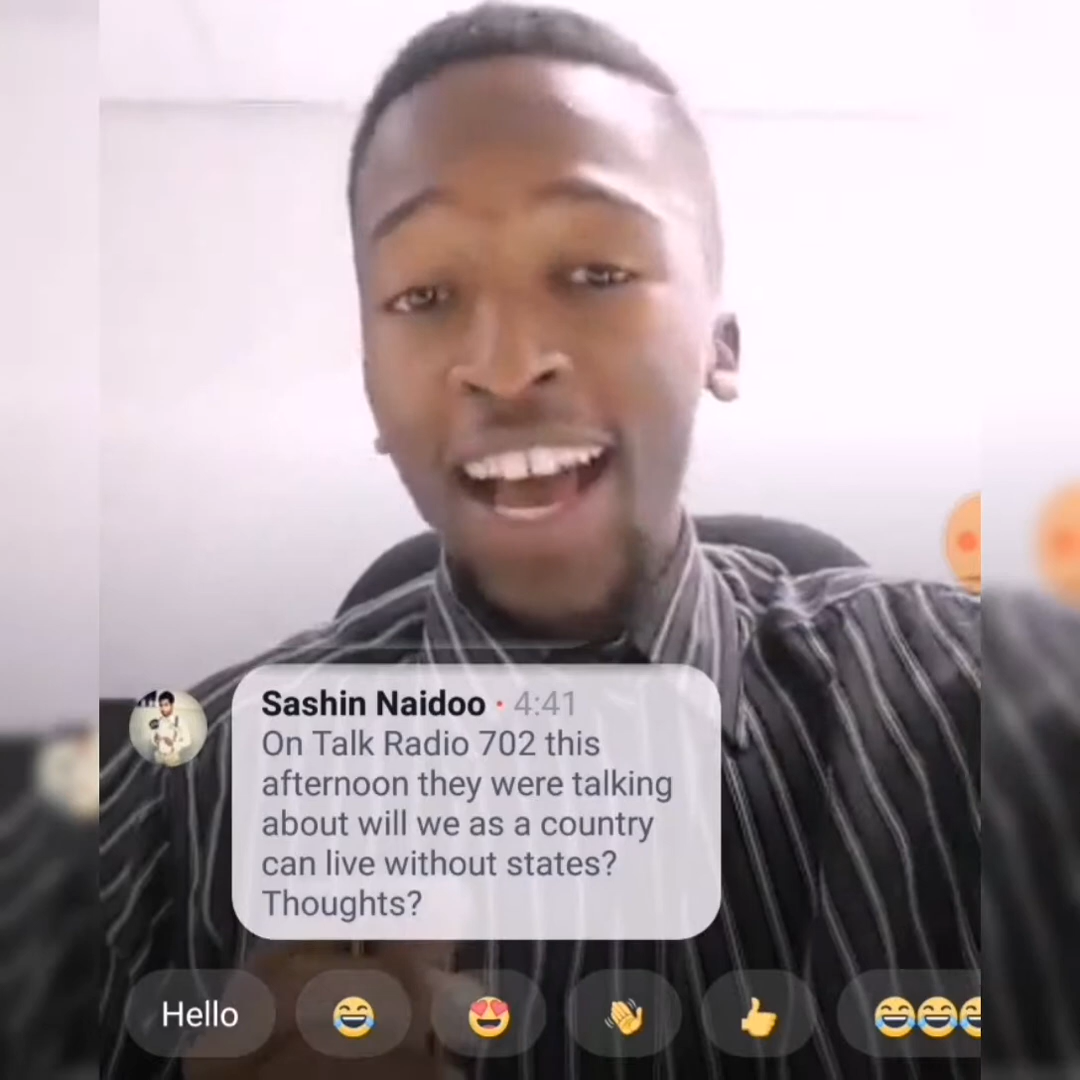 Sashin Naidoo • 4:41
On Talk Radio 702 this
afternoon they were talking
about will we as a country
can live without states?
Thoughts?
Hello